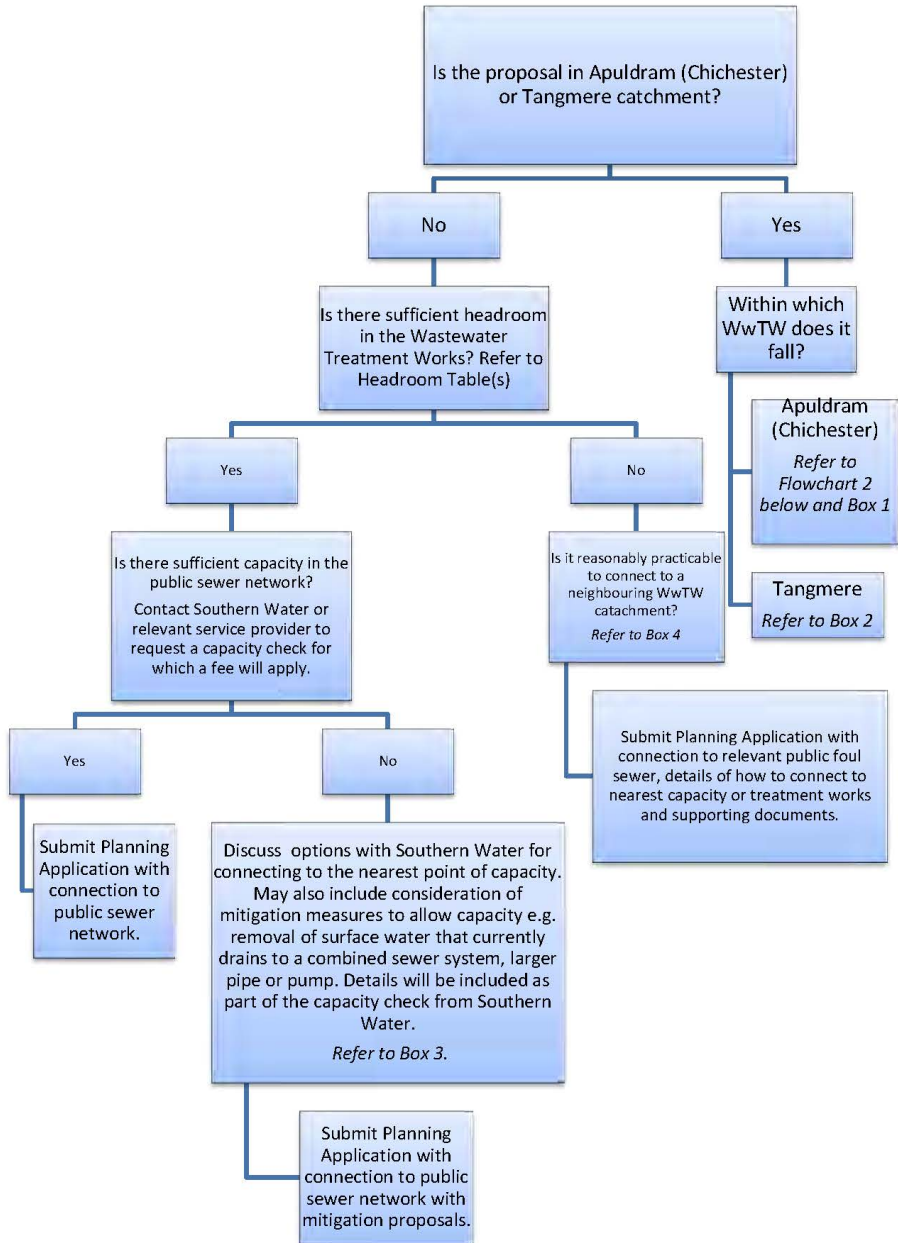 Is the proposal in Apuldram (Chichester)
or Tangmere catchment?
No
Yes
Is there sufficient headroom
in the Wastewater
Treatment Works? Refer to
Headroom Table(s)
Within which
WwTW does it
fall?
Apuldram
(Chichester)
Refer to
Flowchart 2
below and Box 1
Tangmere
Refer to Box 2
Yes
No
Is there sufficient capacity in the
public sewer network?
Contact Southern Water or
relevant service provider to
request a capacity check for
which a fee will apply.
Is it reasonably practicable
to connect to a
neighbouring WwTW
catachment?
Refer to Box 4
Yes
No
Submit Planning Application with
connection to relevant public foul
sewer, details of how to connect to
nearest capacity or treatment works
and supporting documents.
Submit Planning
Application with
connection to
public sewer
network.
Discuss  options with Southern Water for
connecting to the nearest point of capacity.
May also include consideration of
mitigation measures to allow capacity e.g.
removal of surface water that currently
drains to a combined sewer system, larger
pipe or pump. Details will be included as
part of the capacity check from Southern
Water.
Refer to Box 3.
Submit Planning
Application with
connection to public
sewer network with
mitigation proposals.